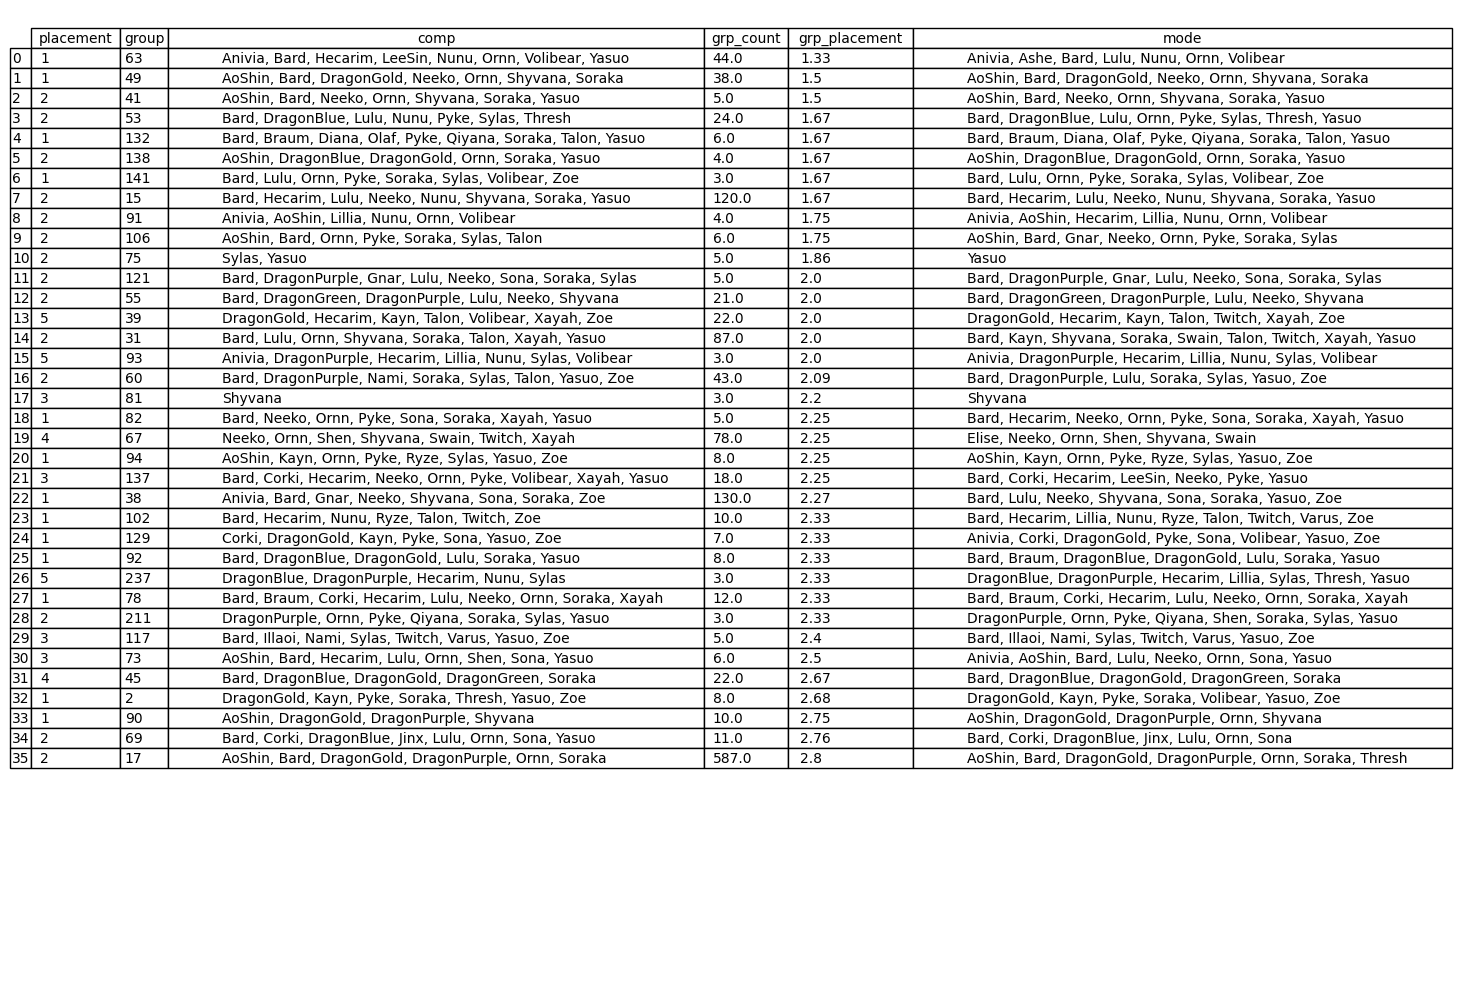 placement group comp grp_count grp_placement mode
0 1 63 Anivia, Bard, Hecarim, LeeSin, Nunu, Ornn, Volibear, Yasuo 44.0 1.33 Anivia, Ashe, Bard, Lulu, Nunu, Ornn, Volibear
1 1 49 AoShin, Bard, DragonGold, Neeko, Ornn, Shyvana, Soraka 38.0 1.5 AoShin, Bard, DragonGold, Neeko, Ornn, Shyvana, Soraka
2 2 41 AoShin, Bard, Neeko, Ornn, Shyvana, Soraka, Yasuo 5.0 1.5 AoShin, Bard, Neeko, Ornn, Shyvana, Soraka, Yasuo
3 2 53 Bard, DragonBlue, Lulu, Nunu, Pyke, Sylas, Thresh 24.0 1.67 Bard, DragonBlue, Lulu, Ornn, Pyke, Sylas, Thresh, Yasuo
4 1 132 Bard, Braum, Diana, Olaf, Pyke, Qiyana, Soraka, Talon, Yasuo 6.0 1.67 Bard, Braum, Diana, Olaf, Pyke, Qiyana, Soraka, Talon, Yasuo
5 2 138 AoShin, DragonBlue, DragonGold, Ornn, Soraka, Yasuo 4.0 1.67 AoShin, DragonBlue, DragonGold, Ornn, Soraka, Yasuo
6 1 141 Bard, Lulu, Ornn, Pyke, Soraka, Sylas, Volibear, Zoe 3.0 1.67 Bard, Lulu, Ornn, Pyke, Soraka, Sylas, Volibear, Zoe
7 2 15 Bard, Hecarim, Lulu, Neeko, Nunu, Shyvana, Soraka, Yasuo 120.0 1.67 Bard, Hecarim, Lulu, Neeko, Nunu, Shyvana, Soraka, Yasuo
8 2 91 Anivia, AoShin, Lillia, Nunu, Ornn, Volibear 4.0 1.75 Anivia, AoShin, Hecarim, Lillia, Nunu, Ornn, Volibear
9 2 106 AoShin, Bard, Ornn, Pyke, Soraka, Sylas, Talon 6.0 1.75 AoShin, Bard, Gnar, Neeko, Ornn, Pyke, Soraka, Sylas
10 2 75 Sylas, Yasuo 5.0 1.86 Yasuo
11 2 121 Bard, DragonPurple, Gnar, Lulu, Neeko, Sona, Soraka, Sylas 5.0 2.0 Bard, DragonPurple, Gnar, Lulu, Neeko, Sona, Soraka, Sylas
12 2 55 Bard, DragonGreen, DragonPurple, Lulu, Neeko, Shyvana 21.0 2.0 Bard, DragonGreen, DragonPurple, Lulu, Neeko, Shyvana
13 5 39 DragonGold, Hecarim, Kayn, Talon, Volibear, Xayah, Zoe 22.0 2.0 DragonGold, Hecarim, Kayn, Talon, Twitch, Xayah, Zoe
14 2 31 Bard, Lulu, Ornn, Shyvana, Soraka, Talon, Xayah, Yasuo 87.0 2.0 Bard, Kayn, Shyvana, Soraka, Swain, Talon, Twitch, Xayah, Yasuo
15 5 93 Anivia, DragonPurple, Hecarim, Lillia, Nunu, Sylas, Volibear 3.0 2.0 Anivia, DragonPurple, Hecarim, Lillia, Nunu, Sylas, Volibear
16 2 60 Bard, DragonPurple, Nami, Soraka, Sylas, Talon, Yasuo, Zoe 43.0 2.09 Bard, DragonPurple, Lulu, Soraka, Sylas, Yasuo, Zoe
17 3 81 Shyvana 3.0 2.2 Shyvana
18 1 82 Bard, Neeko, Ornn, Pyke, Sona, Soraka, Xayah, Yasuo 5.0 2.25 Bard, Hecarim, Neeko, Ornn, Pyke, Sona, Soraka, Xayah, Yasuo
19 4 67 Neeko, Ornn, Shen, Shyvana, Swain, Twitch, Xayah 78.0 2.25 Elise, Neeko, Ornn, Shen, Shyvana, Swain
20 1 94 AoShin, Kayn, Ornn, Pyke, Ryze, Sylas, Yasuo, Zoe 8.0 2.25 AoShin, Kayn, Ornn, Pyke, Ryze, Sylas, Yasuo, Zoe
21 3 137 Bard, Corki, Hecarim, Neeko, Ornn, Pyke, Volibear, Xayah, Yasuo 18.0 2.25 Bard, Corki, Hecarim, LeeSin, Neeko, Pyke, Yasuo
22 1 38 Anivia, Bard, Gnar, Neeko, Shyvana, Sona, Soraka, Zoe 130.0 2.27 Bard, Lulu, Neeko, Shyvana, Sona, Soraka, Yasuo, Zoe
23 1 102 Bard, Hecarim, Nunu, Ryze, Talon, Twitch, Zoe 10.0 2.33 Bard, Hecarim, Lillia, Nunu, Ryze, Talon, Twitch, Varus, Zoe
24 1 129 Corki, DragonGold, Kayn, Pyke, Sona, Yasuo, Zoe 7.0 2.33 Anivia, Corki, DragonGold, Pyke, Sona, Volibear, Yasuo, Zoe
25 1 92 Bard, DragonBlue, DragonGold, Lulu, Soraka, Yasuo 8.0 2.33 Bard, Braum, DragonBlue, DragonGold, Lulu, Soraka, Yasuo
26 5 237 DragonBlue, DragonPurple, Hecarim, Nunu, Sylas 3.0 2.33 DragonBlue, DragonPurple, Hecarim, Lillia, Sylas, Thresh, Yasuo
27 1 78 Bard, Braum, Corki, Hecarim, Lulu, Neeko, Ornn, Soraka, Xayah 12.0 2.33 Bard, Braum, Corki, Hecarim, Lulu, Neeko, Ornn, Soraka, Xayah
28 2 211 DragonPurple, Ornn, Pyke, Qiyana, Soraka, Sylas, Yasuo 3.0 2.33 DragonPurple, Ornn, Pyke, Qiyana, Shen, Soraka, Sylas, Yasuo
29 3 117 Bard, Illaoi, Nami, Sylas, Twitch, Varus, Yasuo, Zoe 5.0 2.4 Bard, Illaoi, Nami, Sylas, Twitch, Varus, Yasuo, Zoe
30 3 73 AoShin, Bard, Hecarim, Lulu, Ornn, Shen, Sona, Yasuo 6.0 2.5 Anivia, AoShin, Bard, Lulu, Neeko, Ornn, Sona, Yasuo
31 4 45 Bard, DragonBlue, DragonGold, DragonGreen, Soraka 22.0 2.67 Bard, DragonBlue, DragonGold, DragonGreen, Soraka
32 1 2 DragonGold, Kayn, Pyke, Soraka, Thresh, Yasuo, Zoe 8.0 2.68 DragonGold, Kayn, Pyke, Soraka, Volibear, Yasuo, Zoe
33 1 90 AoShin, DragonGold, DragonPurple, Shyvana 10.0 2.75 AoShin, DragonGold, DragonPurple, Ornn, Shyvana
34 2 69 Bard, Corki, DragonBlue, Jinx, Lulu, Ornn, Sona, Yasuo 11.0 2.76 Bard, Corki, DragonBlue, Jinx, Lulu, Ornn, Sona
35 2 17 AoShin, Bard, DragonGold, DragonPurple, Ornn, Soraka 587.0 2.8 AoShin, Bard, DragonGold, DragonPurple, Ornn, Soraka, Thresh